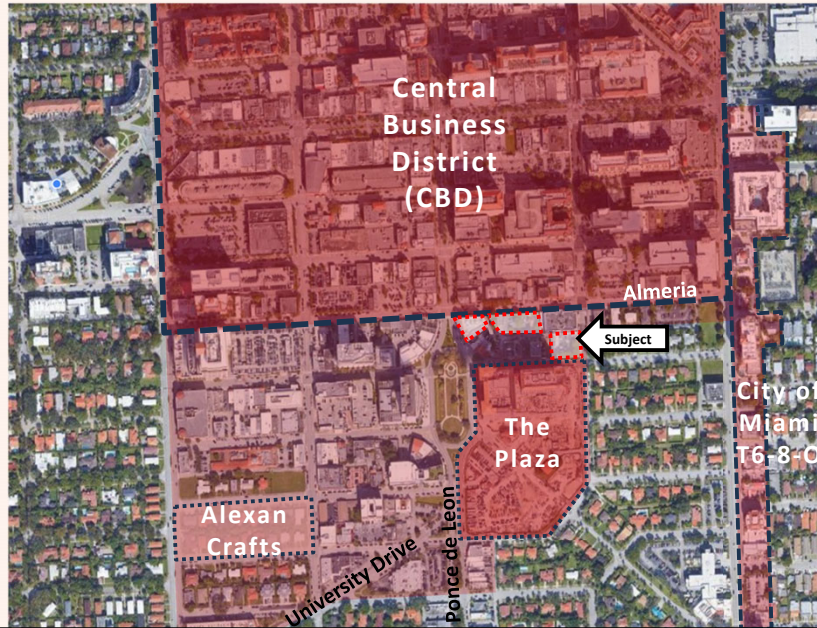 Central
Business
District
(CBD)
Almeria
Subject
City of
Miami
T6-8-O
The
Plaza
Alexan
Crafts
University Drive
Ponce de Leon